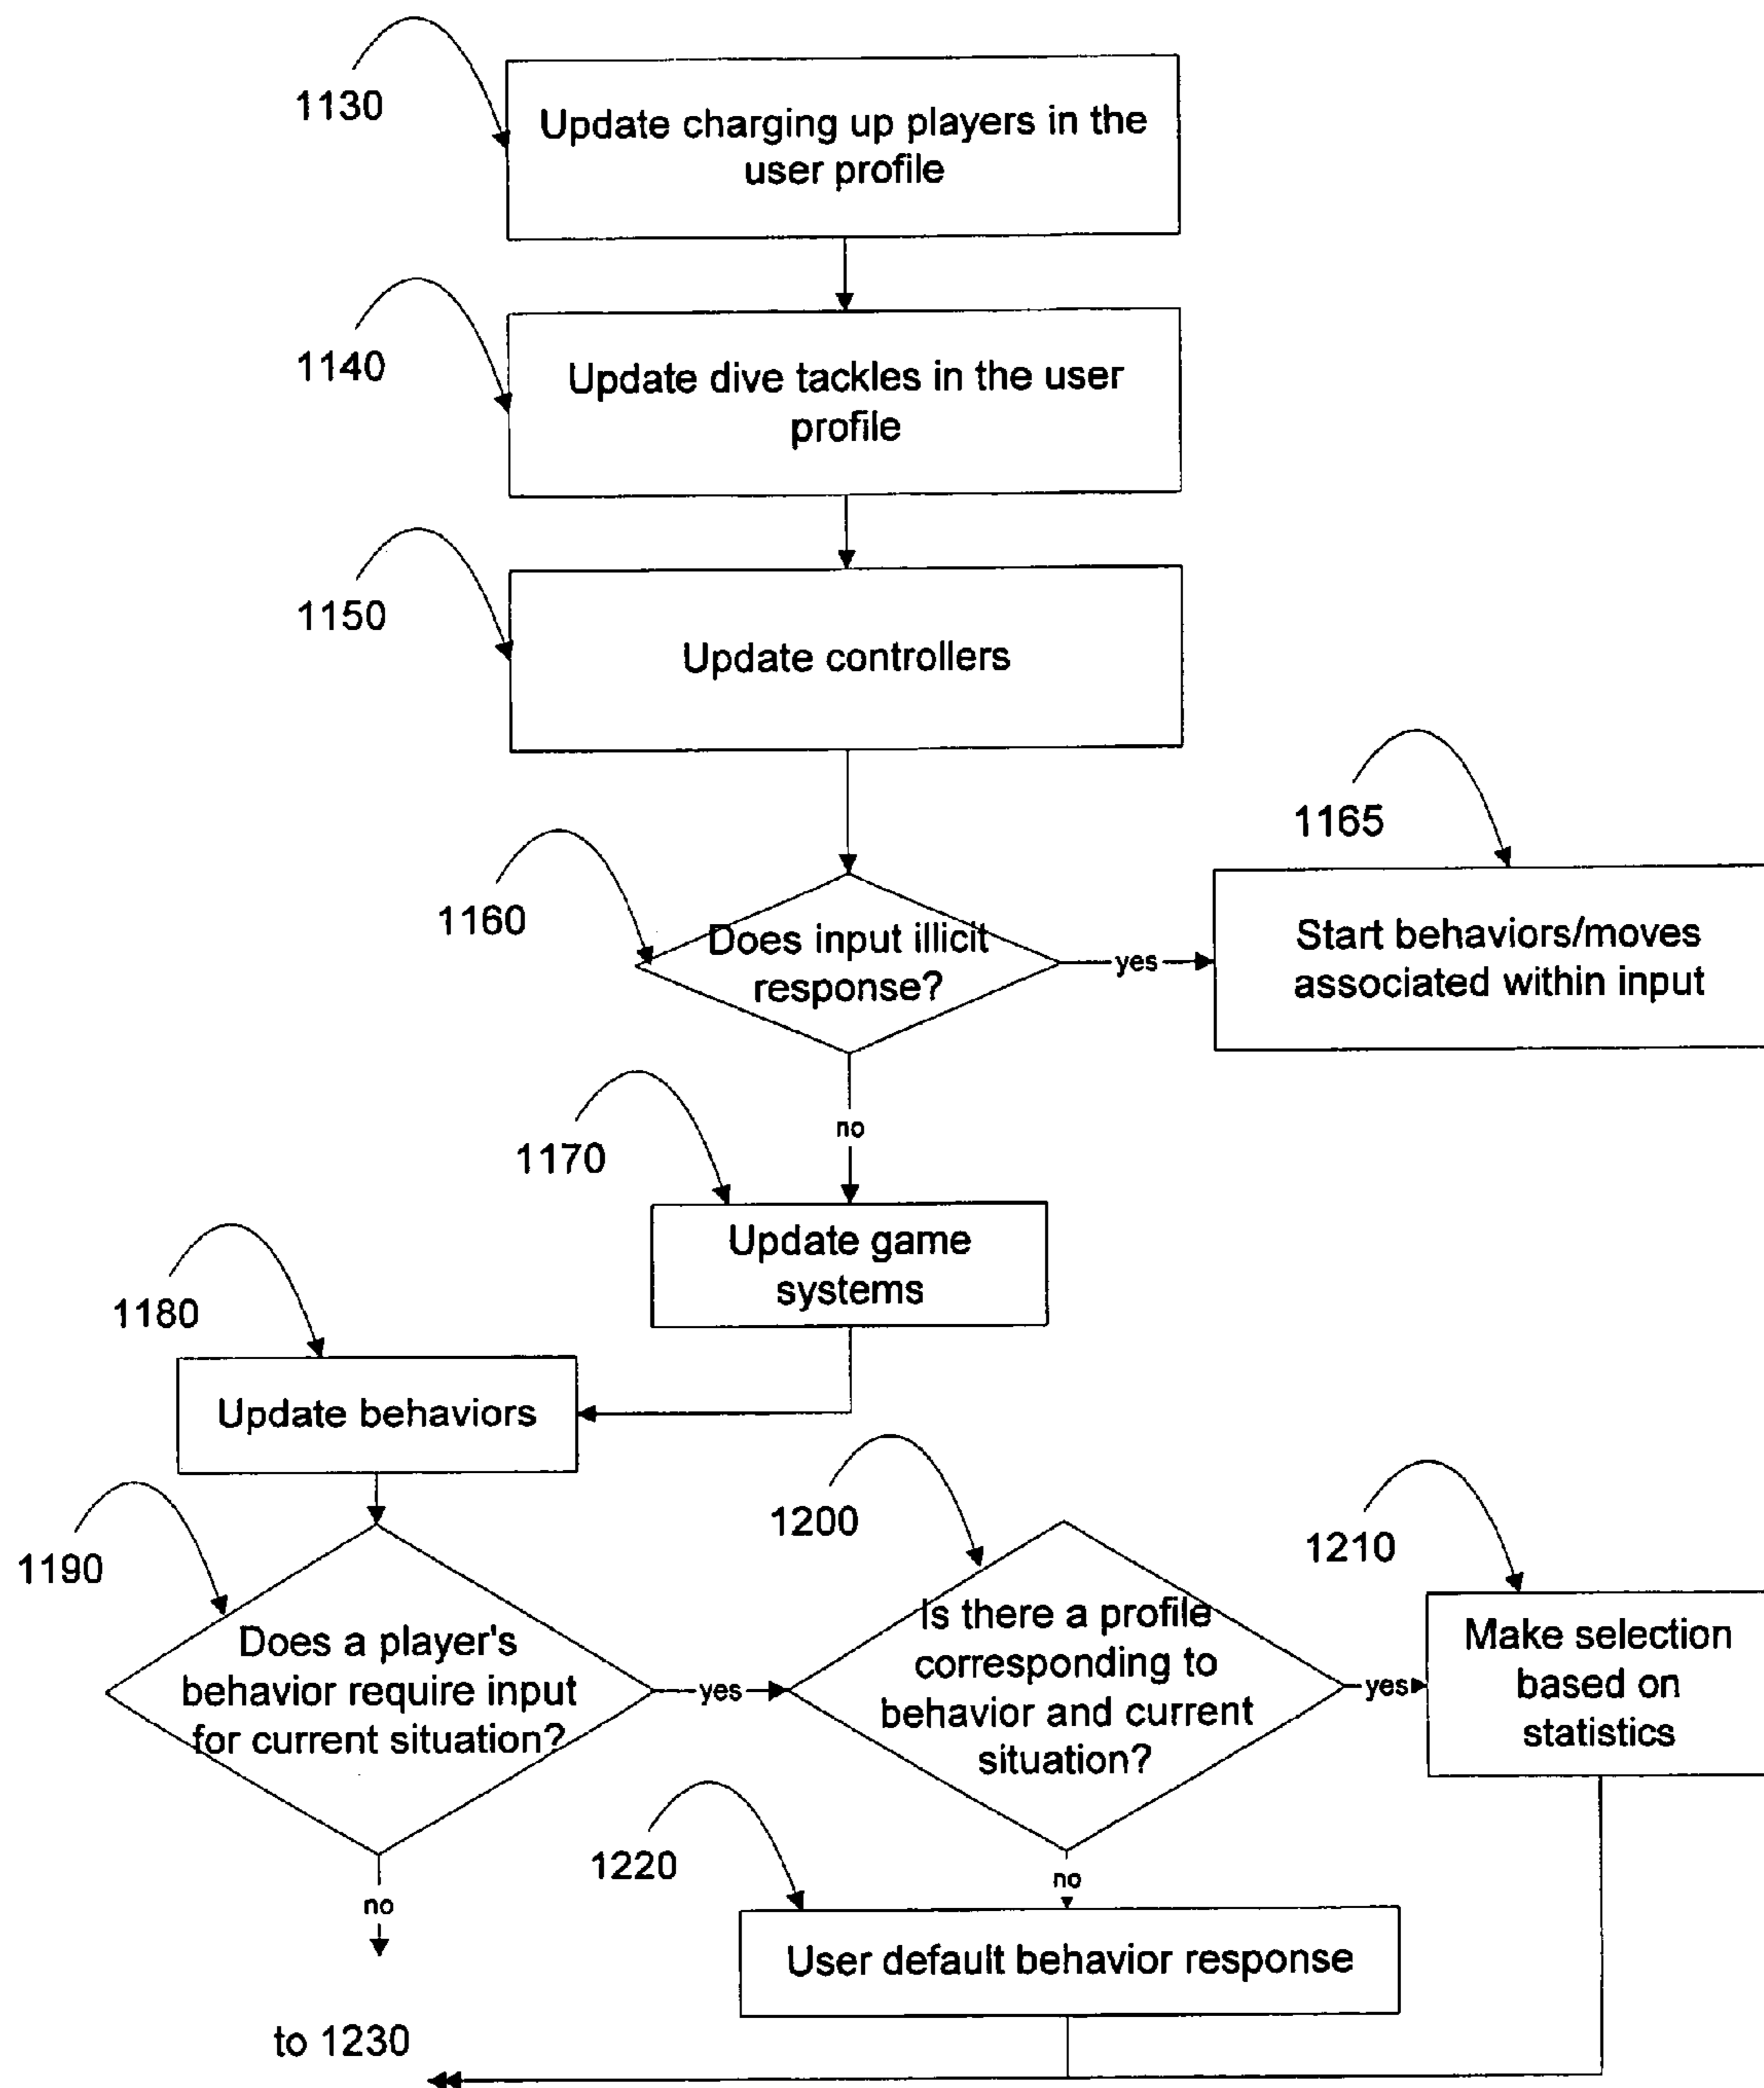 1130
Update charging up players in the
user profile
1140
Update dive tackles in the user
profile
1150
Update controllers
1160
Does input illicit
response?
yes
1165
Start behaviors/moves
associated within input
no
1170
Update game
systems
1180
Update behaviors
1190
Does a player's
behavior require input
for current situation?
yes
1200
Is there a profile
corresponding to
behavior and current
situation?
yes
1210
Make selection
based on
statistics
no
no
1220
User default behavior response
to 1230